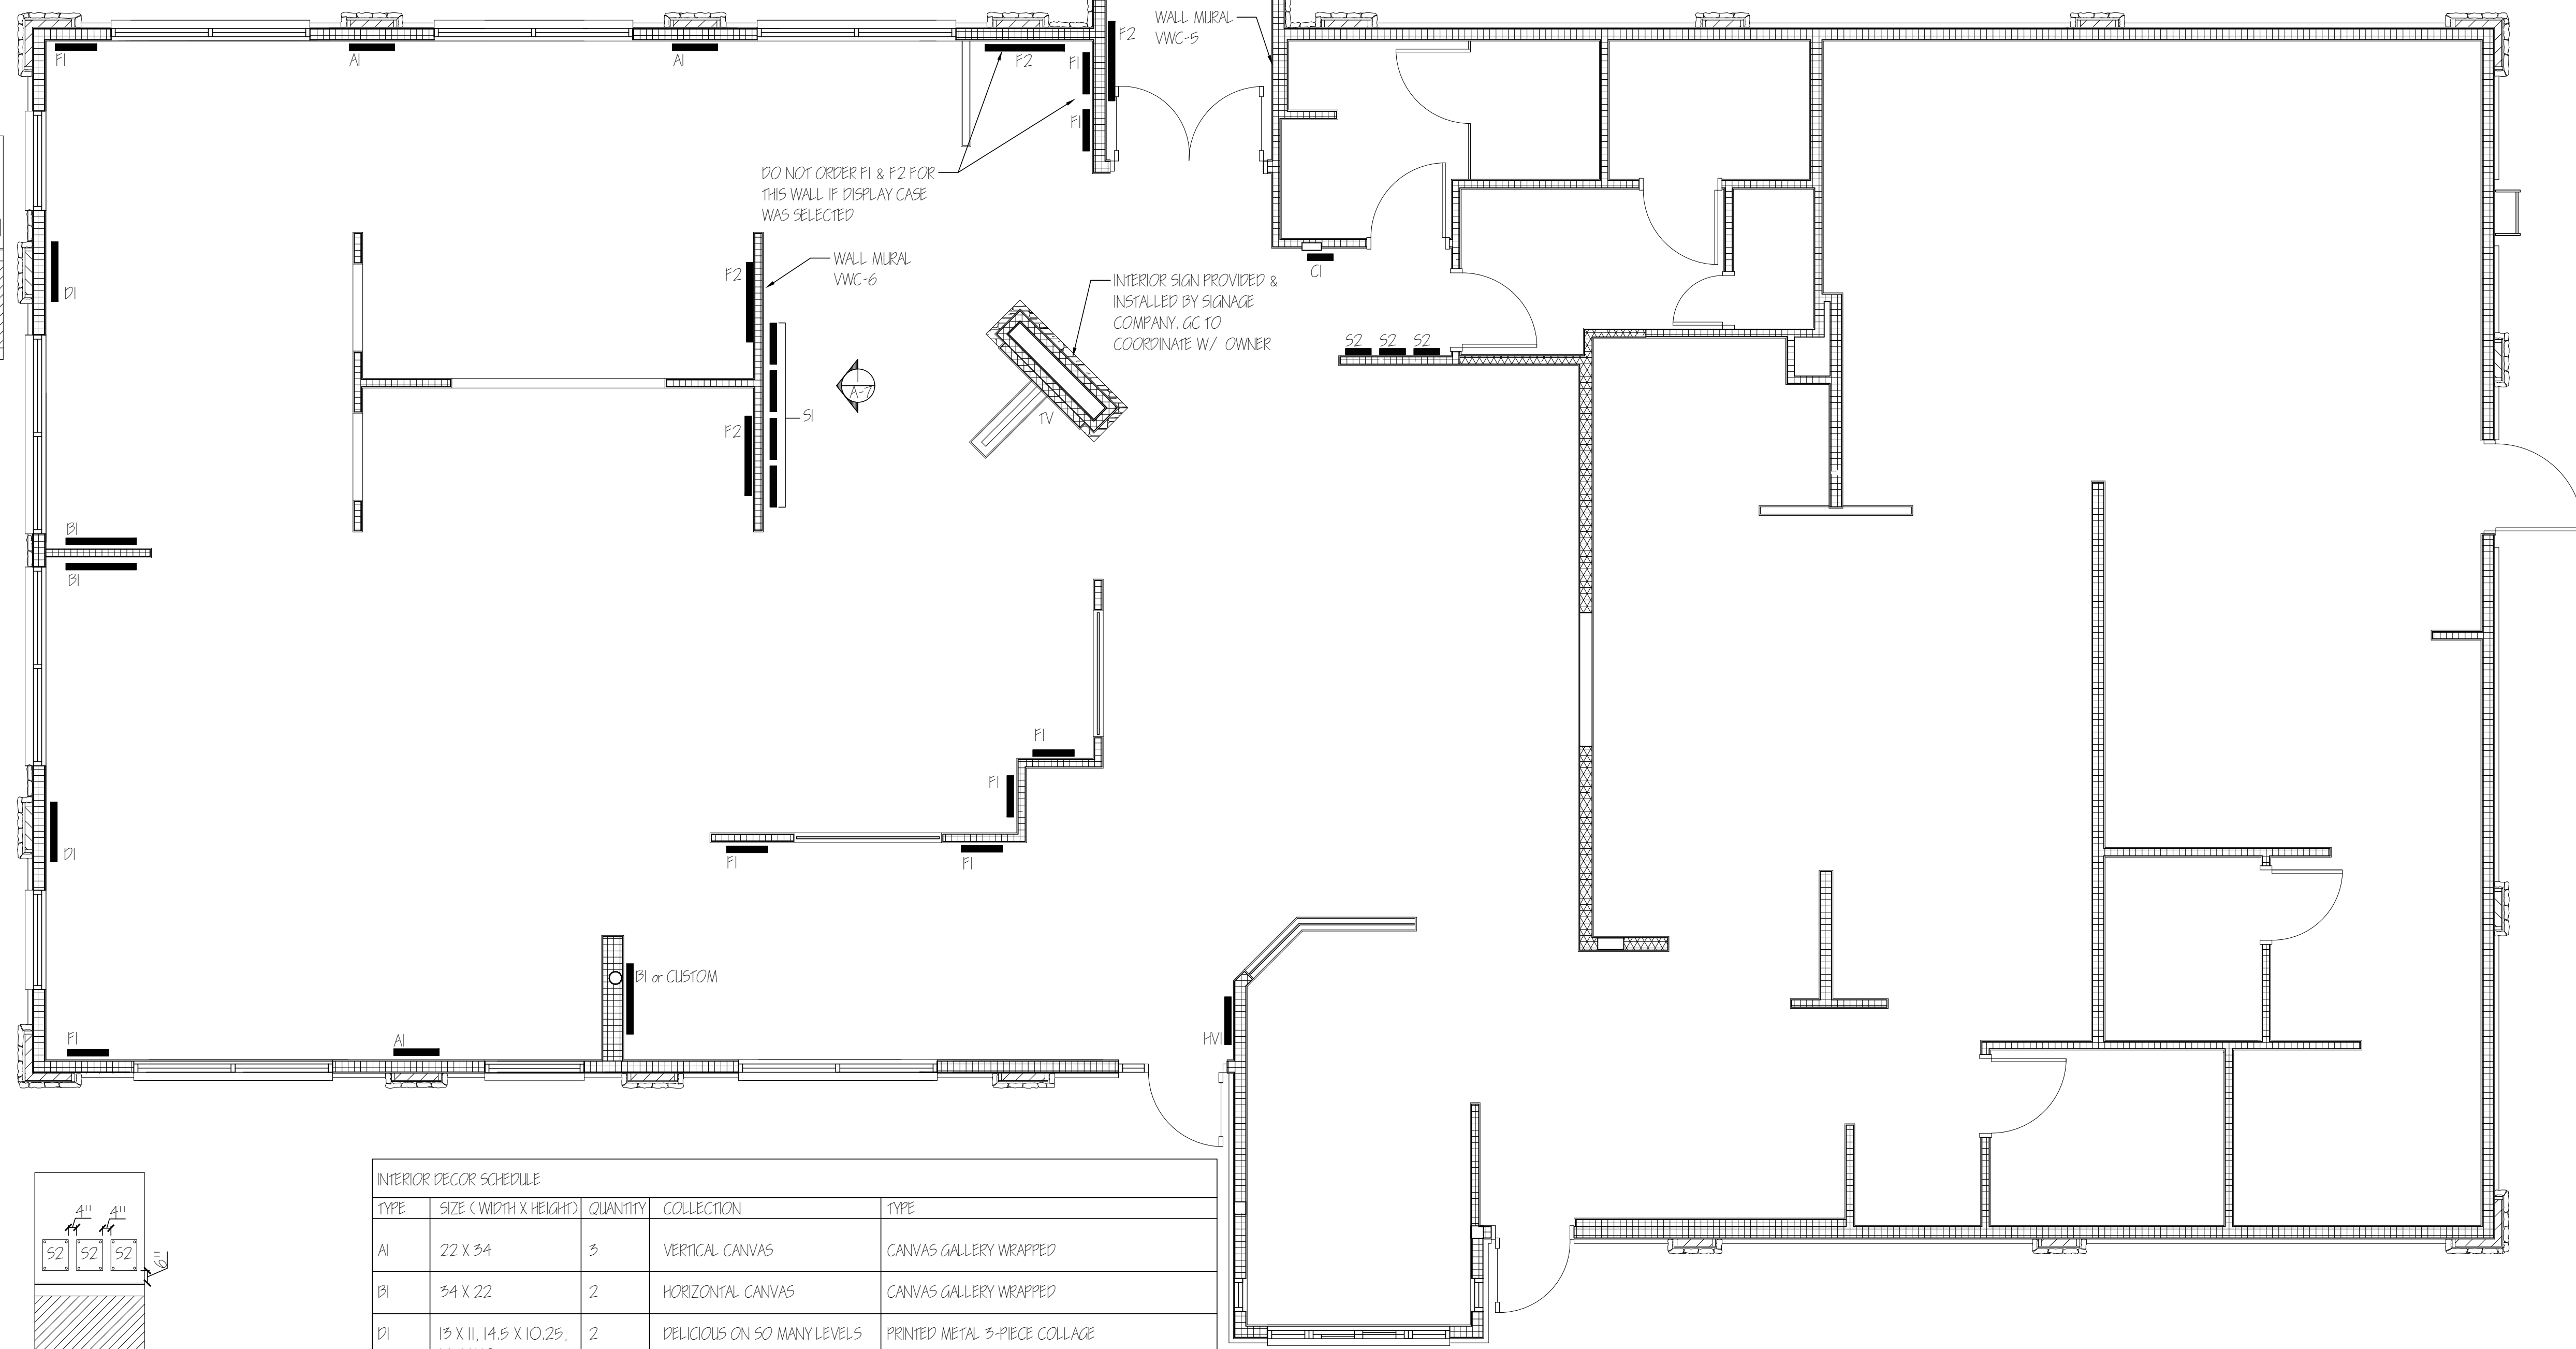 WALL MURAL
VWC-5
F2
F1
A1
A1
F2
F1
F1
DO NOT ORDER F1 & F2 FOR
THIS WALL IF DISPLAY CASE
WAS SELECTED
WALL MURAL
VWC-6
F2
D1
INTERIOR SIGN PROVIDED &
INSTALLED BY SIGNAGE
COMPANY. GC TO
COORDINATE W/ OWNER
C1
S2 S2 S2
1
A-7
S1
TV
F2
B1
B1
F1
F1
D1
F1
F1
B1 or CUSTOM
HV1
F1
A1
4" 4"
S2 S2 S2
6"
INTERIOR DECOR SCHEDULE
TYPE SIZE ( WIDTH X HEIGHT) QUANTITY COLLECTION TYPE
A1 22 X 34 3 VERTICAL CANVAS CANVAS GALLERY WRAPPED
B1 34 X 22 2 HORIZONTAL CANVAS CANVAS GALLERY WRAPPED
D1 13 X 11, 14.5 X 10.25, 2 DELICIOUS ON SO MANY LEVELS PRINTED METAL 3-PIECE COLLAGE